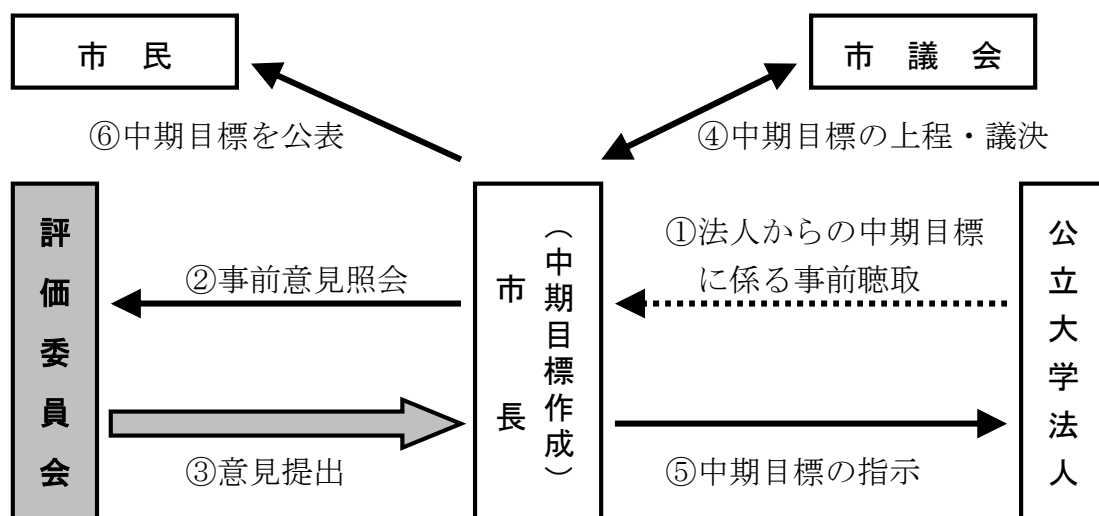 市 民
市 議 会
⑥中期目標を公表
④中期目標の上程・議決
評価委員会
②事前意見照会
③意見提出
市 長
（中期目標作成）
①法人からの中期目標
に係る事前聴取
⑤中期目標の指示
公立大学法人